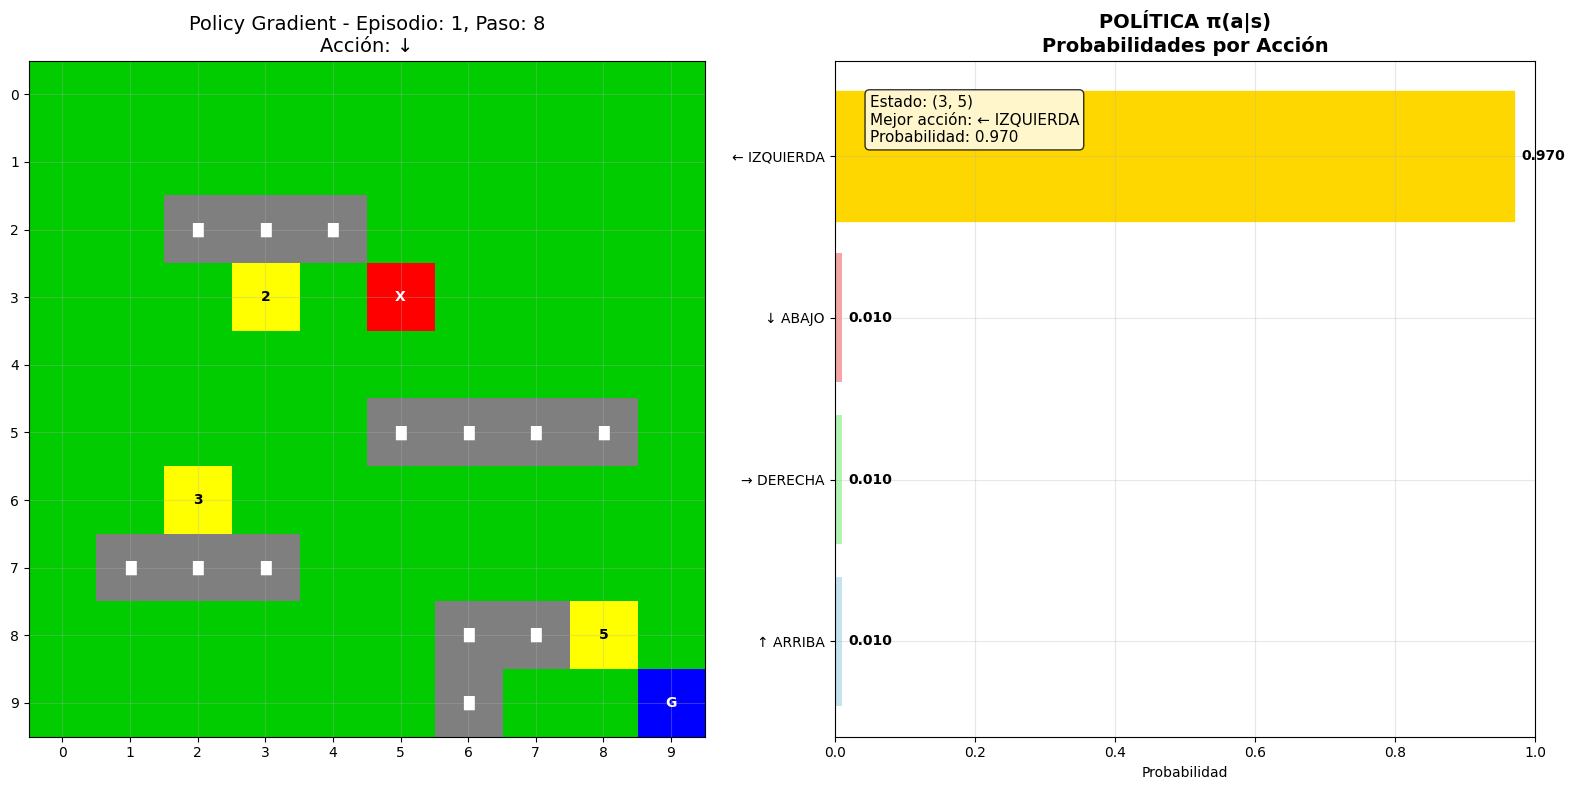 Policy Gradient - Episodio: 1, Paso: 8
Acción: ↓
0
1
2
3
4
5
6
7
8
9
2
X
3
5
G
0 1 2 3 4 5 6 7 8 9
POLÍTICA π(a|s)
Probabilidades por Acción
Estado: (3, 5)
Mejor acción: ← IZQUIERDA
Probabilidad: 0.970
← IZQUIERDA 0.970
↓ ABAJO 0.010
→ DERECHA 0.010
↑ ARRIBA 0.010
0.0 0.2 0.4 0.6 0.8 1.0
Probabilidad